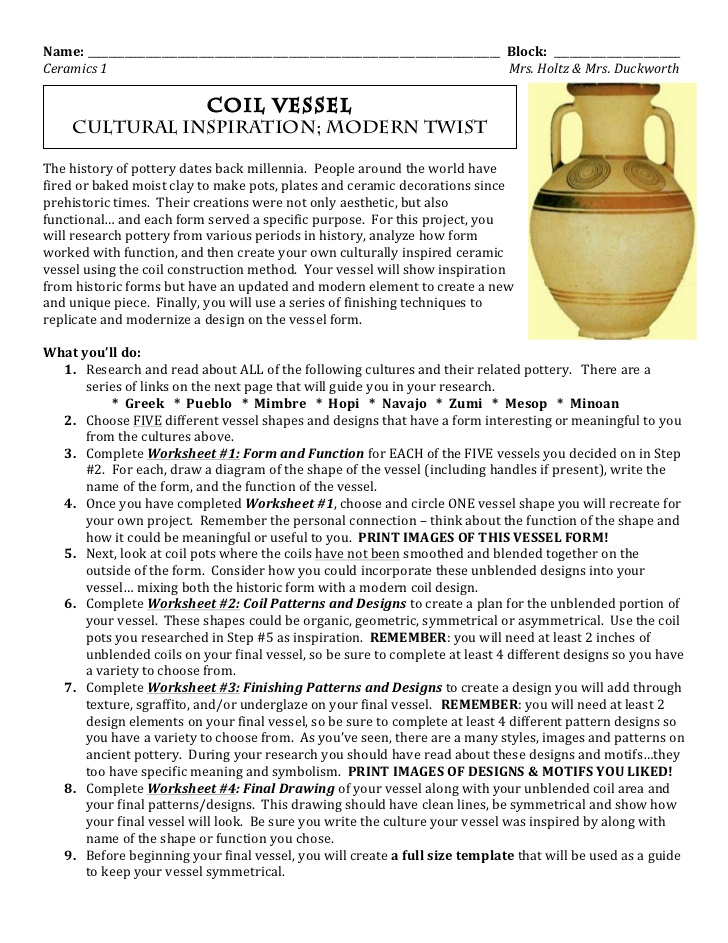 Name: ______________________________________________________________ Block: ___________________
Ceramics 1 Mrs. Holtz & Mrs. Duckworth
COIL VESSEL
CULTURAL INSPIRATION; MODERN TWIST
The history of pottery dates back millennia. People around the world have
fired or baked moist clay to make pots, plates and ceramic decorations since
prehistoric times. Their creations were not only aesthetic, but also
functional… and each form served a specific purpose. For this project, you
will research pottery from various periods in history, analyze how form
worked with function, and then create your own culturally inspired ceramic
vessel using the coil construction method. Your vessel will show inspiration
from historic forms but have an updated and modern element to create a new
and unique piece. Finally, you will use a series of finishing techniques to
replicate and modernize a design on the vessel form.
What you'll do:
1. Research and read about ALL of the following cultures and their related pottery. There are a
series of links on the next page that will guide you in your research.
* Greek * Pueblo * Mimbre * Hopi * Navajo * Zumi * Mesop * Minoan
2. Choose FIVE different vessel shapes and designs that have a form interesting or meaningful to you
from the cultures above.
3. Complete Worksheet #1: Form and Function for EACH of the FIVE vessels you decided on in Step
#2. For each, draw a diagram of the shape of the vessel (including handles if present), write the
name of the form, and the function of the vessel.
4. Once you have completed Worksheet #1, choose and circle ONE vessel shape you will recreate for
your own project. Remember the personal connection – think about the function of the shape and
how it could be meaningful or useful to you. PRINT IMAGES OF THIS VESSEL FORM!
5. Next, look at coil pots where the coils have not been smoothed and blended together on the
outside of the form. Consider how you could incorporate these unblended designs into your
vessel… mixing both the historic form with a modern coil design.
6. Complete Worksheet #2: Coil Patterns and Designs to create a plan for the unblended portion of
your vessel. These shapes could be organic, geometric, symmetrical or asymmetrical. Use the coil
pots you researched in Step #5 as inspiration. REMEMBER: you will need at least 2 inches of
unblended coils on your final vessel, so be sure to complete at least 4 different designs so you have
a variety to choose from.
7. Complete Worksheet #3: Finishing Patterns and Designs to create a design you will add through
texture, sgraffito, and/or underglaze on your final vessel. REMEMBER: you will need at least 2
design elements on your final vessel, so be sure to complete at least 4 different pattern designs so
you have a variety to choose from. As you've seen, there are a many styles, images and patterns on
ancient pottery. During your research you should have read about these designs and motifs…they
too have specific meaning and symbolism. PRINT IMAGES OF DESIGNS & MOTIFS YOU LIKED!
8. Complete Worksheet #4: Final Drawing of your vessel along with your unblended coil area and
your final patterns/designs. This drawing should have clean lines, be symmetrical and show how
your final vessel will look. Be sure you write the culture your vessel was inspired by along with
name of the shape or function you chose.
9. Before beginning your final vessel, you will create a full size template that will be used as a guide
to keep your vessel symmetrical.